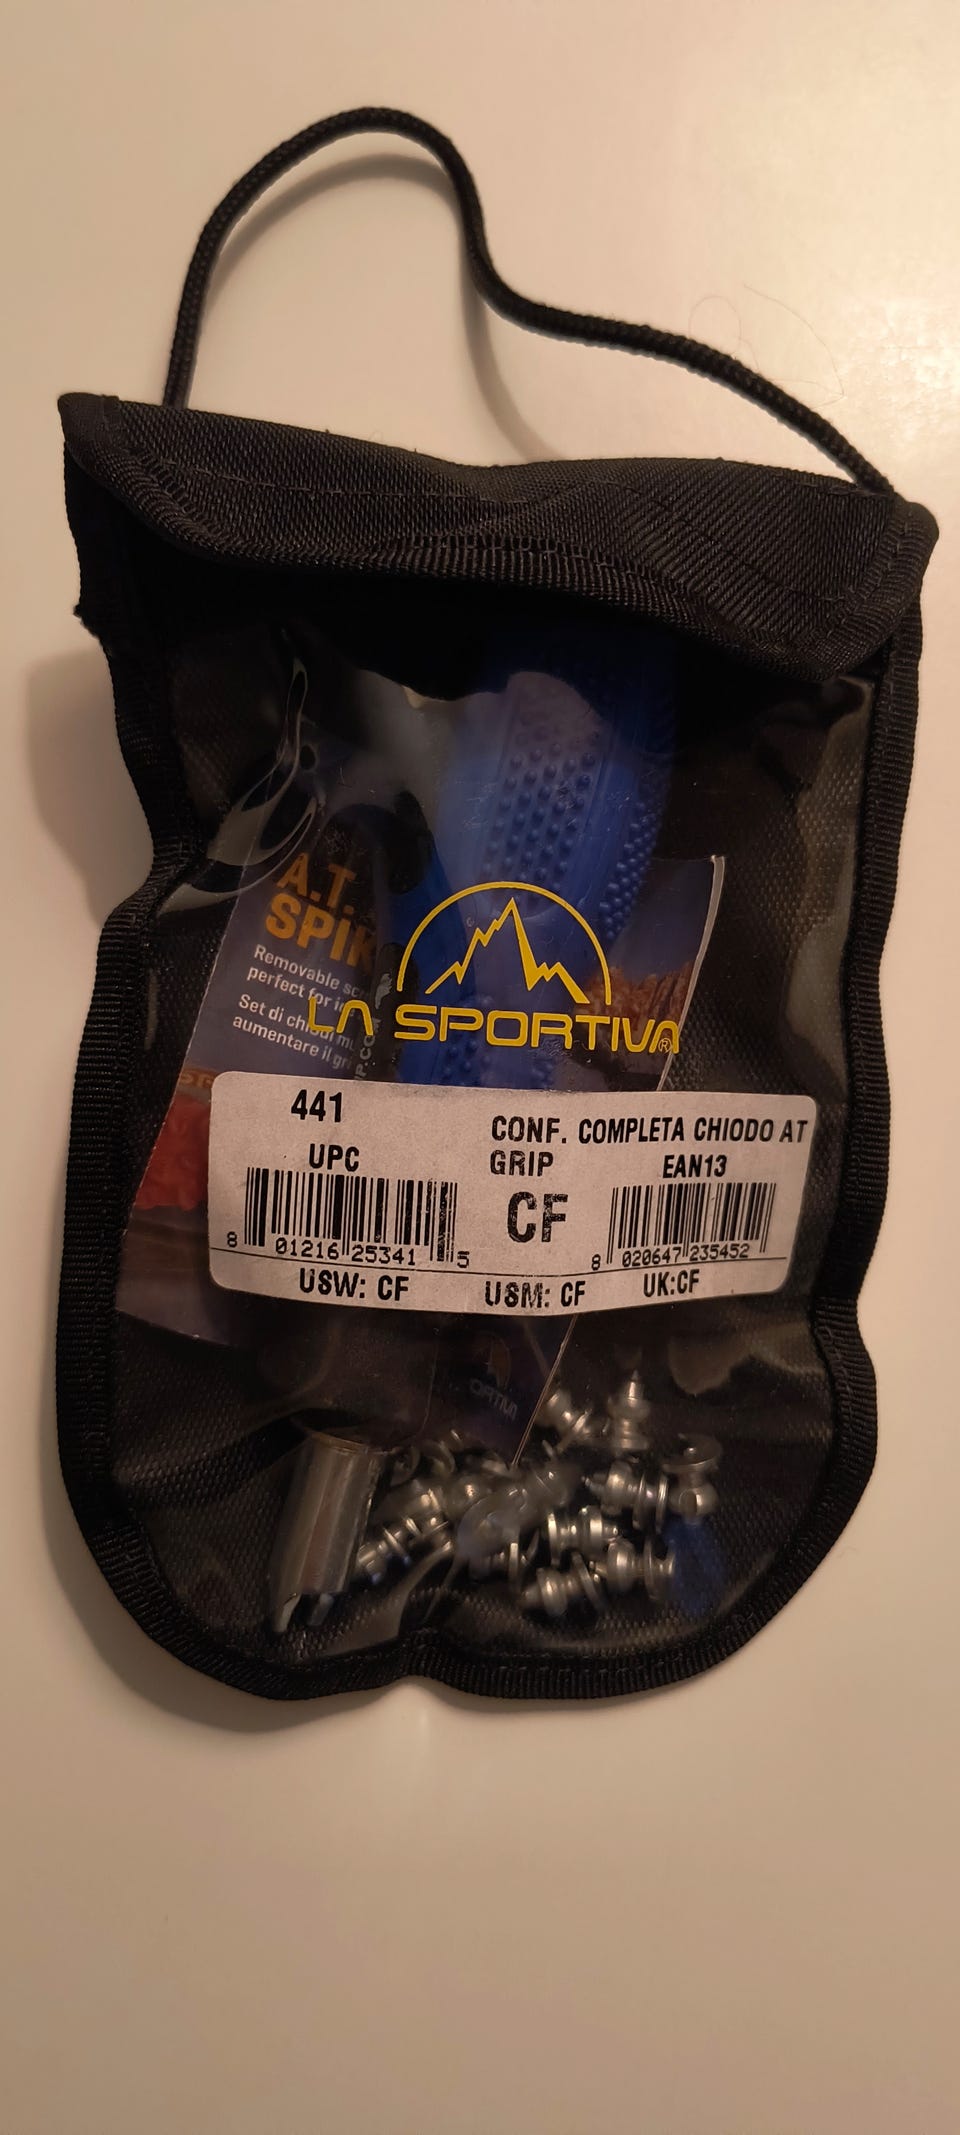 A.T.
SPIK
Removable
perfect for
Set di chiodi
aumentare il
LA SPORTIVA®
441
CONF. COMPLETA CHIODO AT
GRIP
UPC
EAN13
CF
8 01216 25341 5
8 020647 235452
USW: CF
USM: CF
UK:CF